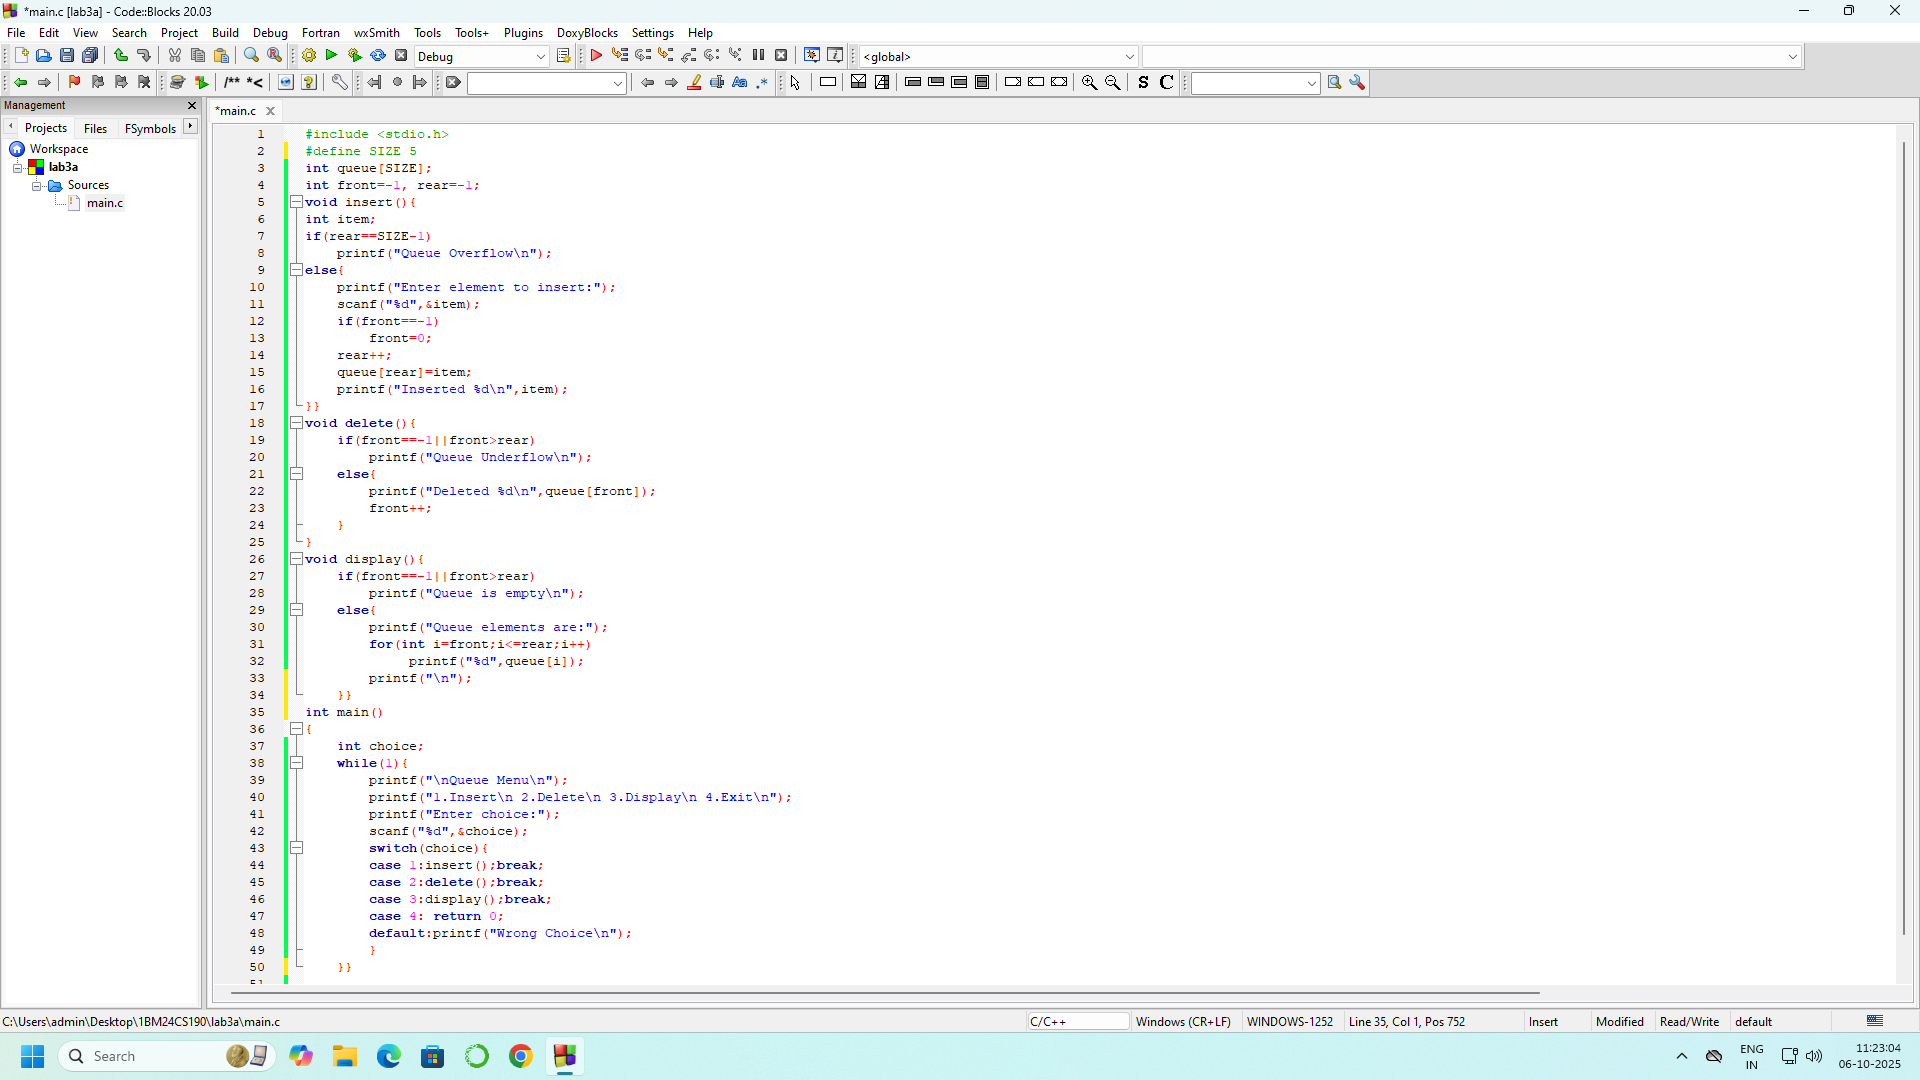 *main.c [lab3a] - Code::Blocks 20.03
File Edit View Search Project Build Debug Fortran wxSmith Tools Tools+ Plugins DoxyBlocks Settings Help
Debug <global>
/** *< Aa .* S C
Management
Projects Files FSymbols
Workspace
lab3a
Sources
main.c
*main.c
1 #include <stdio.h>
2 #define SIZE 5
3 int queue[SIZE];
4 int front=-1, rear=-1;
5 void insert(){
6 int item;
7 if(rear==SIZE-1)
8 printf("Queue Overflow\n");
9 else{
10 printf("Enter element to insert:");
11 scanf("%d",&item);
12 if(front==-1)
13 front=0;
14 rear++;
15 queue[rear]=item;
16 printf("Inserted %d\n",item);
17 }}
18 void delete(){
19 if(front==-1||front>rear)
20 printf("Queue Underflow\n");
21 else{
22 printf("Deleted %d\n",queue[front]);
23 front++;
24 }
25 }
26 void display(){
27 if(front==-1||front>rear)
28 printf("Queue is empty\n");
29 else{
30 printf("Queue elements are:");
31 for(int i=front;i<=rear;i++)
32 printf("%d",queue[i]);
33 printf("\n");
34 }}
35 int main()
36 {
37 int choice;
38 while(1){
39 printf("\nQueue Menu\n");
40 printf("1.Insert\n 2.Delete\n 3.Display\n 4.Exit\n");
41 printf("Enter choice:");
42 scanf("%d",&choice);
43 switch(choice){
44 case 1:insert();break;
45 case 2:delete();break;
46 case 3:display();break;
47 case 4: return 0;
48 default:printf("Wrong Choice\n");
49 }
50 }}
51
C:\Users\admin\Desktop\1BM24CS190\lab3a\main.c C/C++ Windows (CR+LF) WINDOWS-1252 Line 35, Col 1, Pos 752 Insert Modified Read/Write default
Search
ENG
IN
11:23:04
06-10-2025